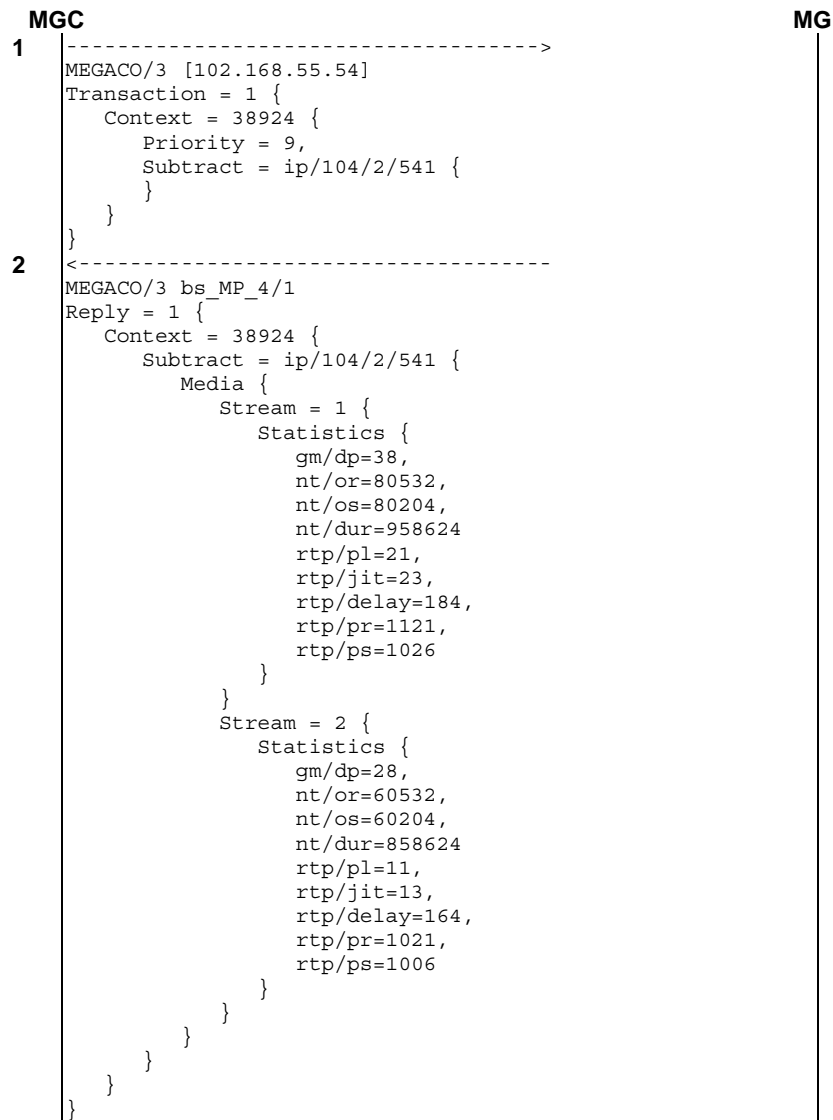 MGC MG
1 ------------------------------------->
MEGACO/3 [102.168.55.54]
Transaction = 1 {
   Context = 38924 {
      Priority = 9,
      Subtract = ip/104/2/541 {
      }
   }
}
2 <-------------------------------------
MEGACO/3 bs_MP_4/1
Reply = 1 {
   Context = 38924 {
      Subtract = ip/104/2/541 {
         Media {
            Stream = 1 {
               Statistics {
                  gm/dp=38,
                  nt/or=80532,
                  nt/os=80204,
                  nt/dur=958624
                  rtp/pl=21,
                  rtp/jit=23,
                  rtp/delay=184,
                  rtp/pr=1121,
                  rtp/ps=1026
               }
            }
            Stream = 2 {
               Statistics {
                  gm/dp=28,
                  nt/or=60532,
                  nt/os=60204,
                  nt/dur=858624
                  rtp/pl=11,
                  rtp/jit=13,
                  rtp/delay=164,
                  rtp/pr=1021,
                  rtp/ps=1006
               }
            }
         }
      }
   }
}